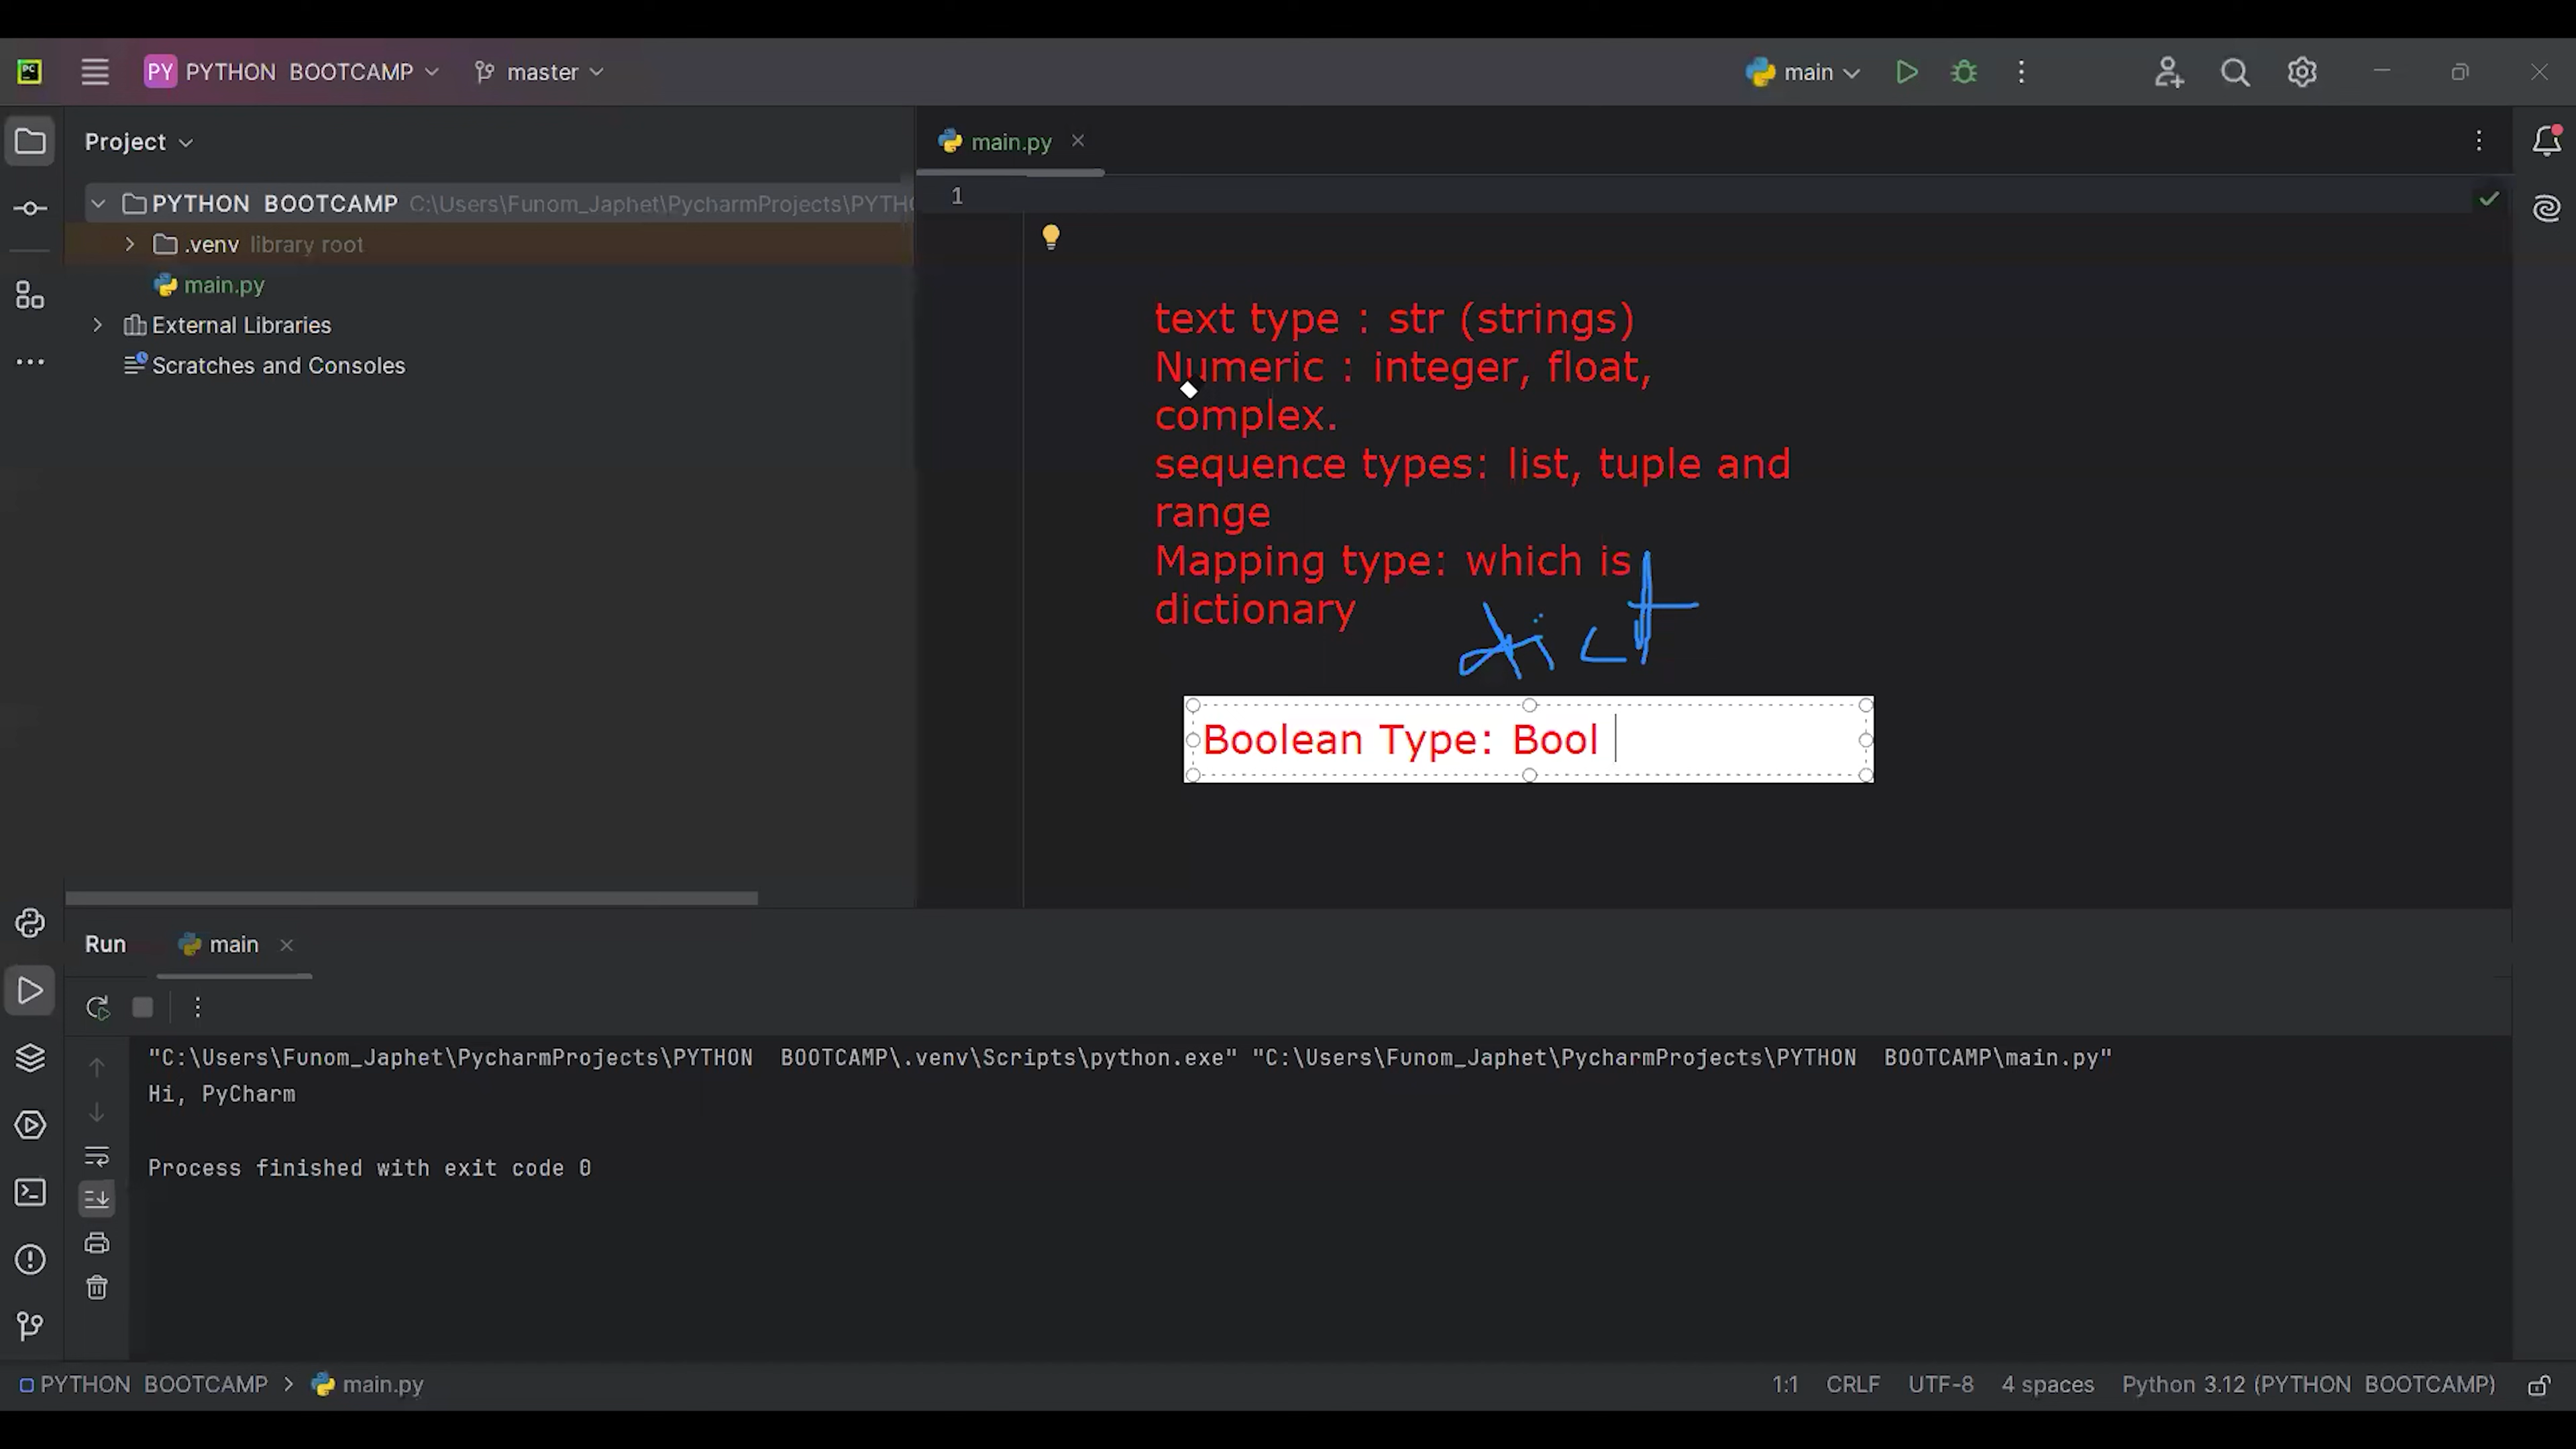 PY PYTHON BOOTCAMP master main
Project
main.py
PYTHON BOOTCAMP C:\Users\Funom_Japhet\PycharmProjects\PYTH
.venv library root
main.py
External Libraries
Scratches and Consoles
1
text type : str (strings)
Numeric : integer, float,
complex.
sequence types: list, tuple and
range
Mapping type: which is
dictionary
dict
Boolean Type: Bool
Run main
"C:\Users\Funom_Japhet\PycharmProjects\PYTHON BOOTCAMP\.venv\Scripts\python.exe" "C:\Users\Funom_Japhet\PycharmProjects\PYTHON BOOTCAMP\main.py"
Hi, PyCharm
Process finished with exit code 0
PYTHON BOOTCAMP > main.py
1:1 CRLF UTF-8 4 spaces Python 3.12 (PYTHON BOOTCAMP)